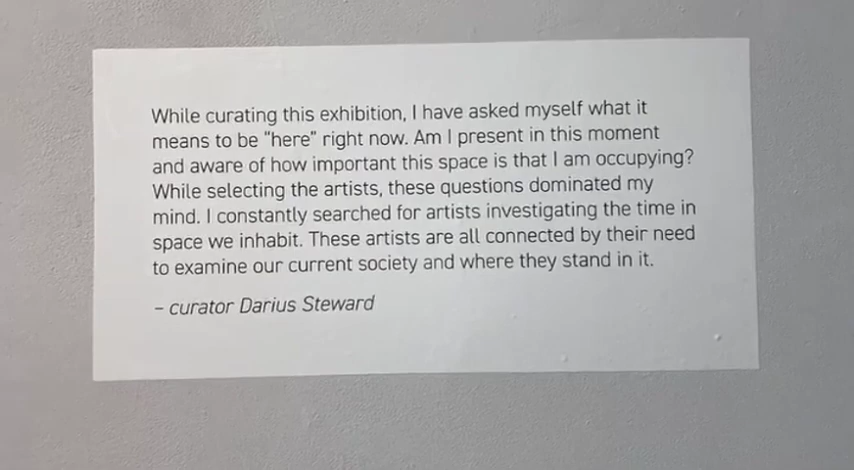 While curating this exhibition, I have asked myself what it
means to be "here" right now. Am I present in this moment
and aware of how important this space is that I am occupying?
While selecting the artists, these questions dominated my
mind. I constantly searched for artists investigating the time in
space we inhabit. These artists are all connected by their need
to examine our current society and where they stand in it.
– curator Darius Steward